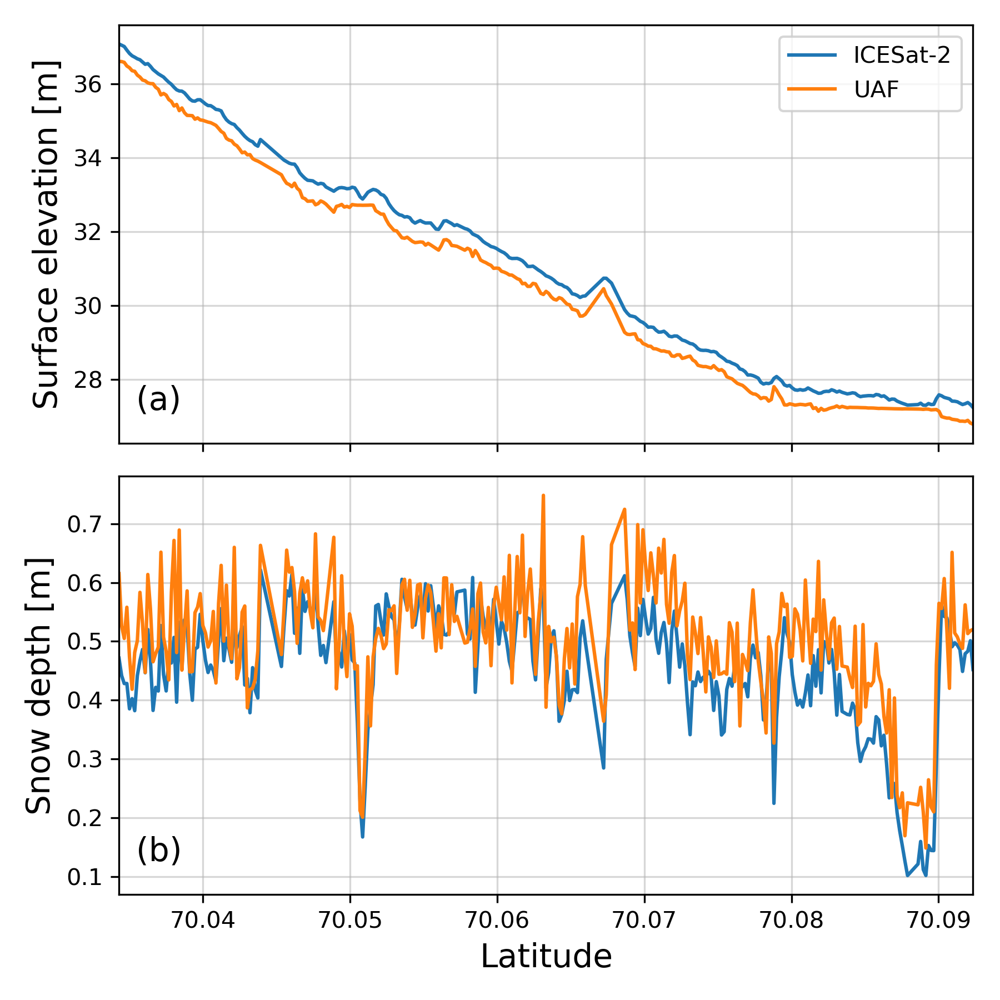 ICESat-2
UAF
Surface elevation [m]
36
34
32
30
28
(a)
Snow depth [m]
0.7
0.6
0.5
0.4
0.3
0.2
0.1
(b)
70.04 70.05 70.06 70.07 70.08 70.09
Latitude